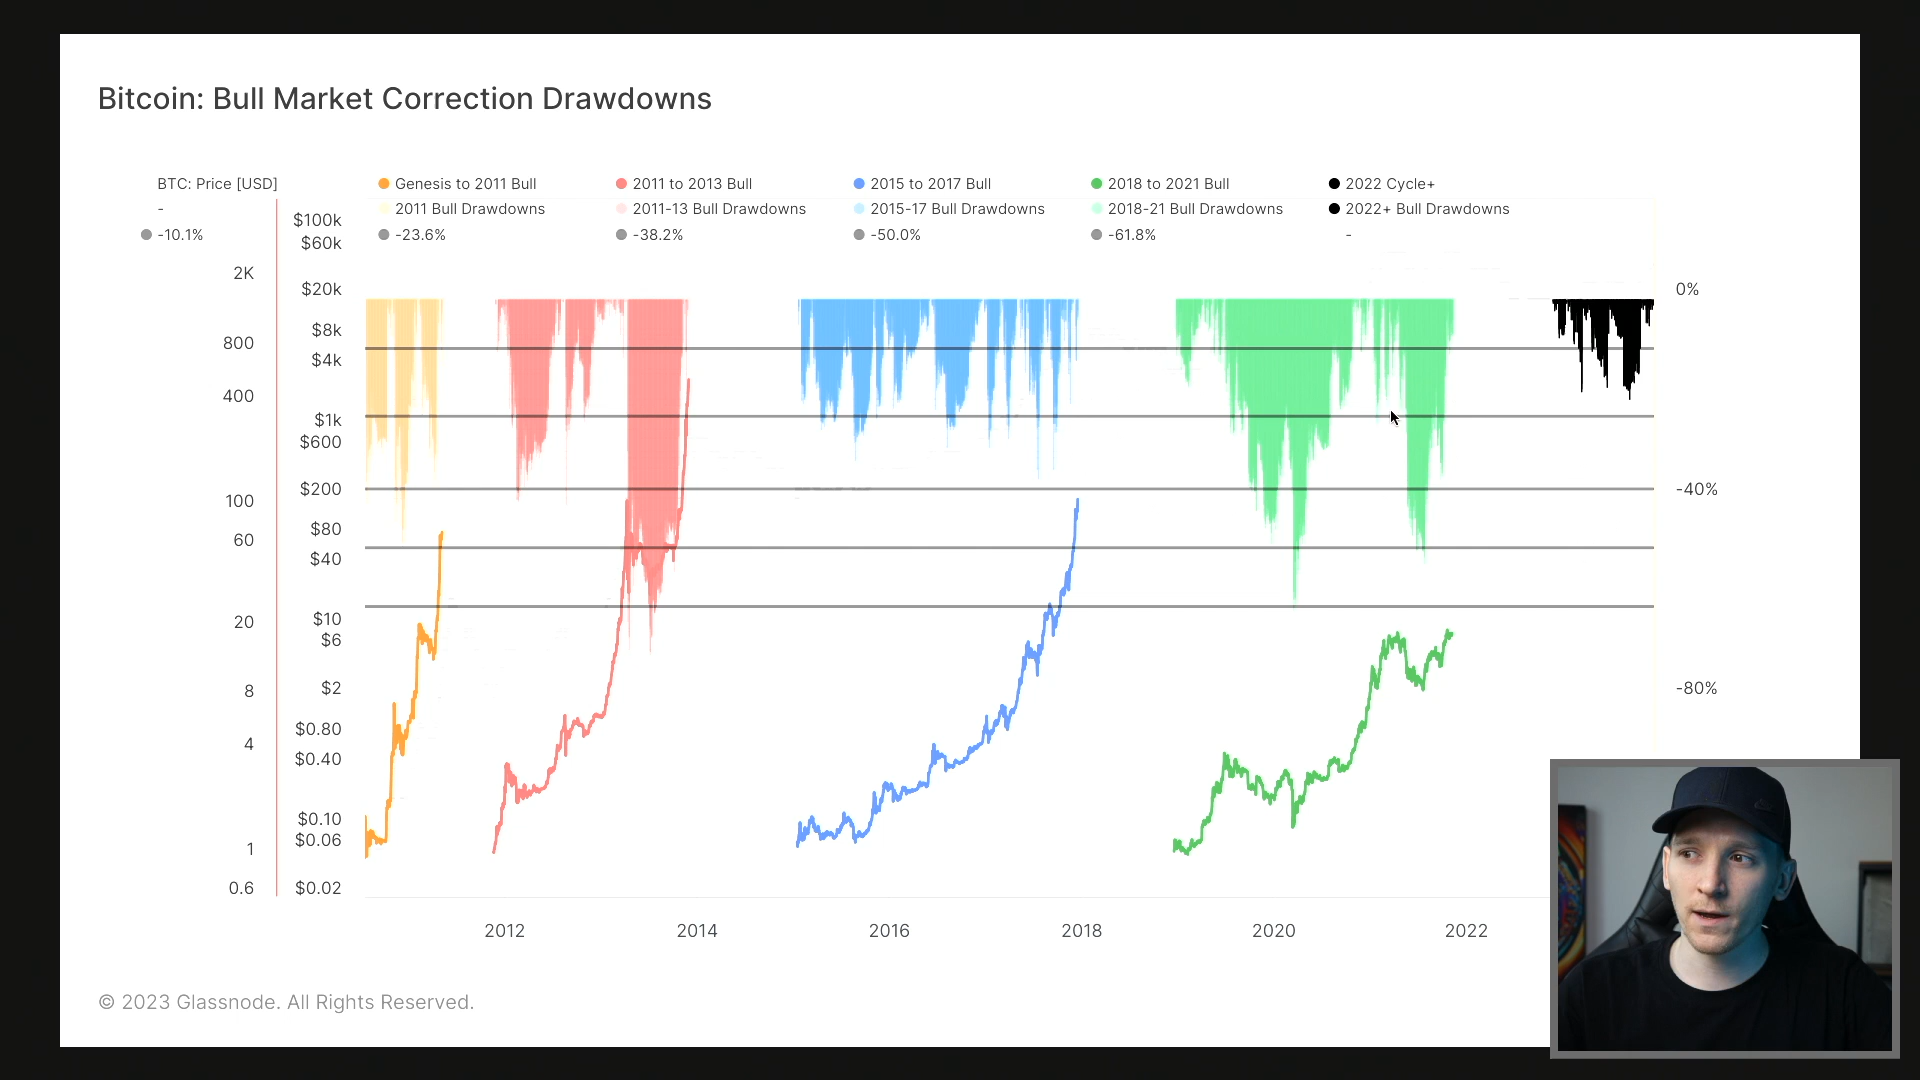 Bitcoin: Bull Market Correction Drawdowns
BTC: Price [USD]
Genesis to 2011 Bull
2011 to 2013 Bull
2015 to 2017 Bull
2018 to 2021 Bull
2022 Cycle+
-
2011 Bull Drawdowns
2011-13 Bull Drawdowns
2015-17 Bull Drawdowns
2018-21 Bull Drawdowns
2022+ Bull Drawdowns
-10.1%
-23.6%
-38.2%
-50.0%
-61.8%
-
2K
800
400
100
60
20
8
4
1
0.6
$100k
$60k
$20k
$8k
$4k
$1k
$600
$200
$80
$40
$10
$6
$2
$0.80
$0.40
$0.10
$0.06
$0.02
0%
-40%
-80%
2012
2014
2016
2018
2020
2022
© 2023 Glassnode. All Rights Reserved.